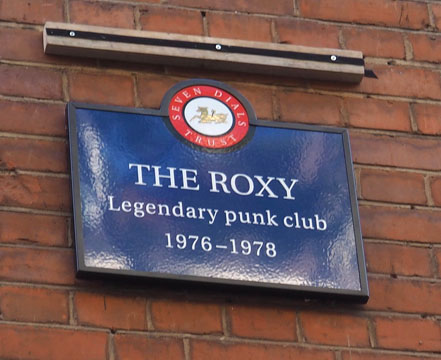 SEVEN DIALS
TRUST
THE ROXY
Legendary punk club
1976–1978